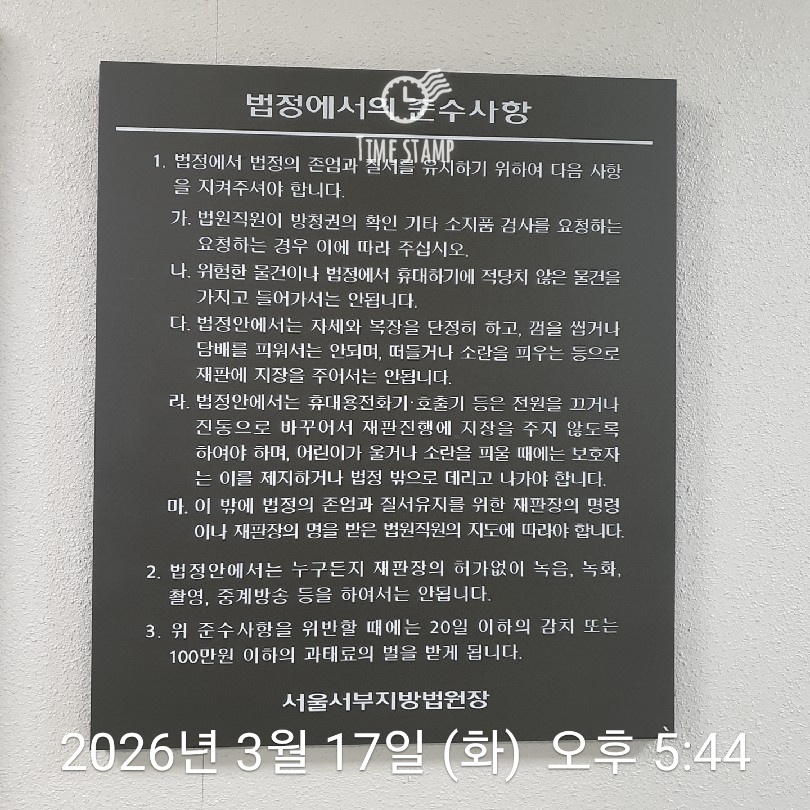 법정에서의 준수사항
TIME STAMP
1. 법정에서 법정의 존엄과 질서를 유지하기 위하여 다음 사항
을 지켜주셔야 합니다.
가. 법원직원이 방청권의 확인 기타 소지품 검사를 요청하는
요청하는 경우 이에 따라 주십시오.
나. 위험한 물건이나 법정에서 휴대하기에 적당치 않은 물건을
가지고 들어가서는 안됩니다.
다. 법정안에서는 자세와 복장을 단정히 하고, 껌을 씹거나
담배를 피워서는 안되며, 떠들거나 소란을 피우는 등으로
재판에 지장을 주어서는 안됩니다.
라. 법정안에서는 휴대용전화기·호출기 등은 전원을 끄거나
진동으로 바꾸어서 재판진행에 지장을 주지 않도록
하여야 하며, 어린이가 울거나 소란을 피울 때에는 보호자
는 이를 제지하거나 법정 밖으로 데리고 나가야 합니다.
마. 이 밖에 법정의 존엄과 질서유지를 위한 재판장의 명령
이나 재판장의 명을 받은 법원직원의 지도에 따라야 합니다.
2. 법정안에서는 누구든지 재판장의 허가없이 녹음, 녹화,
촬영, 중계방송 등을 하여서는 안됩니다.
3. 위 준수사항을 위반할 때에는 20일 이하의 감치 또는
100만원 이하의 과태료의 벌을 받게 됩니다.
서울서부지방법원장
2026년 3월 17일 (화) 오후 5:44